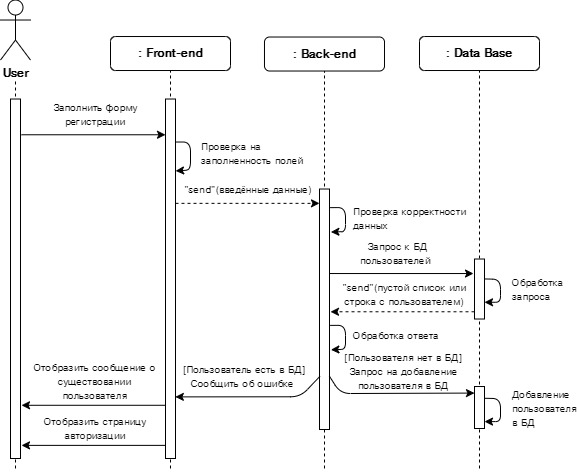 User
: Front-end
: Back-end
: Data Base
Заполнить форму
регистрации
Проверка на
заполненность полей
"send"(введённые данные)
Проверка корректности
данных
Запрос к БД
пользователей
Обработка
запроса
"send"(пустой список или
строка с пользователем)
Обработка ответа
[Пользователя нет в БД]
Запрос на добавление
пользователя в БД
[Пользователь есть в БД]
Сообщить об ошибке
Отобразить сообщение о
существовании
пользователя
Добавление
пользователя
в БД
Отобразить страницу
авторизации